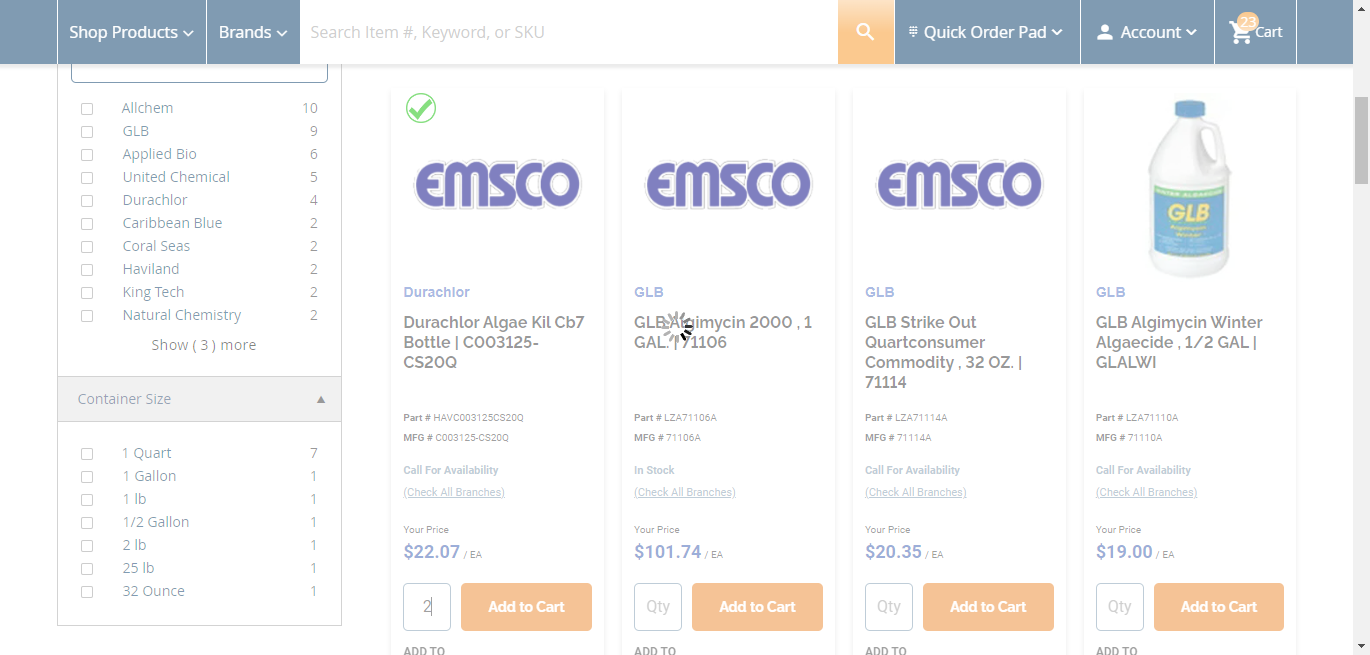 Shop Products
Brands
Search Item #, Keyword, or SKU
Quick Order Pad
Account
23
Cart
Allchem 10
GLB 9
Applied Bio 6
United Chemical 5
Durachlor 4
Caribbean Blue 2
Coral Seas 2
Haviland 2
King Tech 2
Natural Chemistry 2
Show ( 3 ) more
Container Size
1 Quart 7
1 Gallon 1
1 lb 1
1/2 Gallon 1
2 lb 1
25 lb 1
32 Ounce 1
EMSCO
Durachlor
Durachlor Algae Kil Cb7
Bottle | C003125-
CS20Q
Part # HAVC003125CS20Q
MFG # C003125-CS20Q
Call For Availability
(Check All Branches)
Your Price
$22.07 / EA
2
Add to Cart
ADD TO
EMSCO
GLB
GLB Algimycin 2000 , 1
GAL. | 71106
Part # LZA71106A
MFG # 71106A
In Stock
(Check All Branches)
Your Price
$101.74 / EA
Qty
Add to Cart
ADD TO
EMSCO
GLB
GLB Strike Out
Quartconsumer
Commodity , 32 OZ. |
71114
Part # LZA71114A
MFG # 71114A
Call For Availability
(Check All Branches)
Your Price
$20.35 / EA
Qty
Add to Cart
ADD TO
WINTER ALGAECIDE
GLB
Algimycin
Winter
GLB
GLB Algimycin Winter
Algaecide , 1/2 GAL |
GLALWI
Part # LZA71110A
MFG # 71110A
Call For Availability
(Check All Branches)
Your Price
$19.00 / EA
Qty
Add to Cart
ADD TO